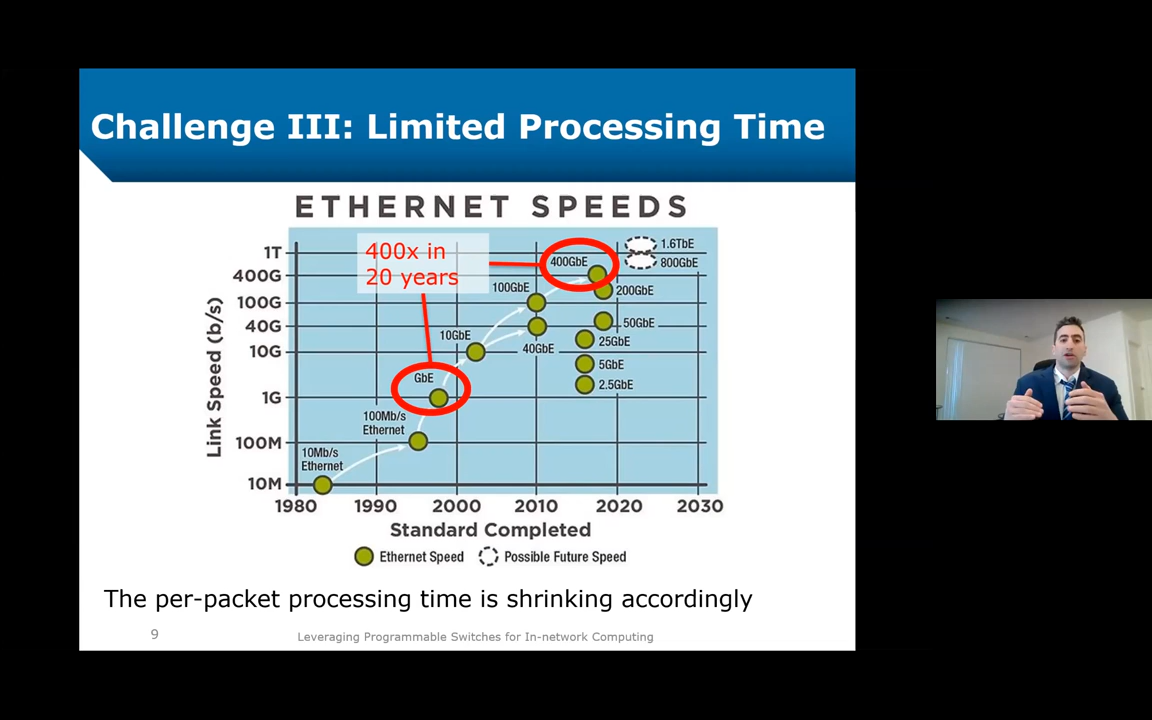 Challenge III: Limited Processing Time
ETHERNET SPEEDS
400x in
20 years
Link Speed (b/s)
1T
400G
100G
40G
10G
1G
100M
10M
1.6TbE
800GbE
400GbE
200GbE
100GbE
50GbE
10GbE
40GbE
25GbE
5GbE
2.5GbE
GbE
100Mb/s
Ethernet
10Mb/s
Ethernet
1980 1990 2000 2010 2020 2030
Standard Completed
Ethernet Speed Possible Future Speed
The per-packet processing time is shrinking accordingly
9 Leveraging Programmable Switches for In-network Computing